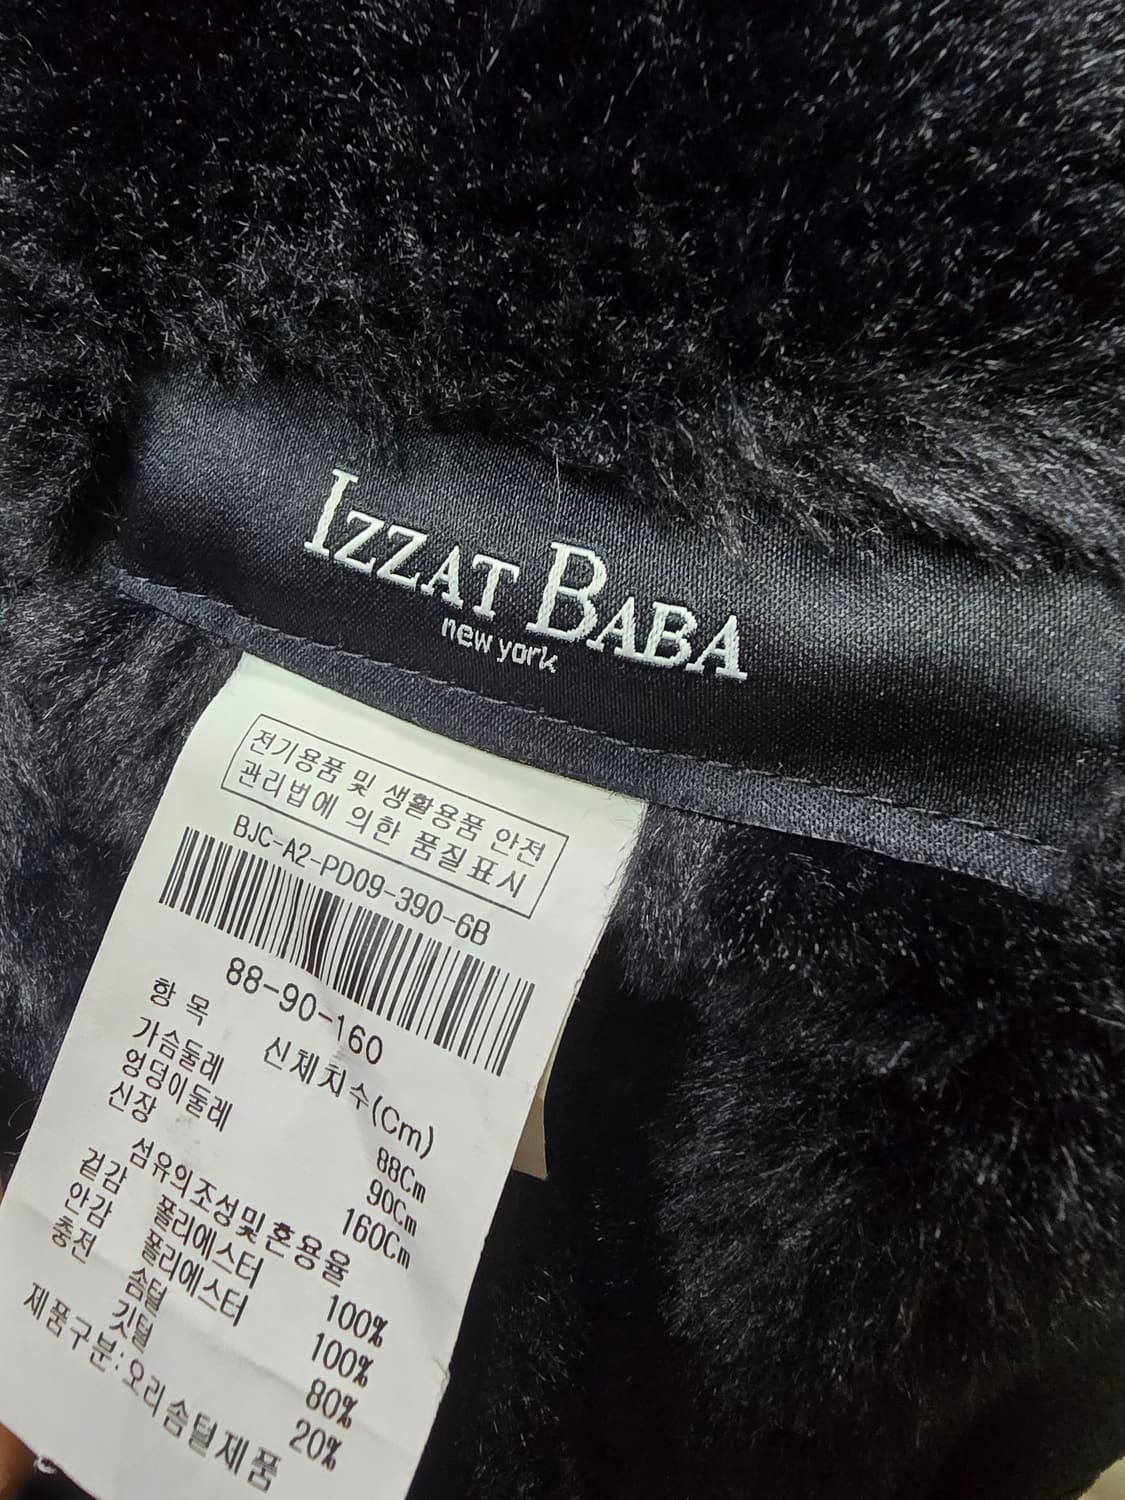 IZZAT BABA
new york
전기용품 및 생활용품 안전
관리법에 의한 품질표시
BJC-A2-PD09-390-6B
88-90-160
항 목 신체치수(Cm)
가슴둘레 88Cm
엉덩이둘레 90Cm
신장 160Cm
섬유의조성및혼용율
겉감 폴리에스터 100%
안감 폴리에스터 100%
충전 솜털 80%
깃털 20%
제품구분:오리솜털제품